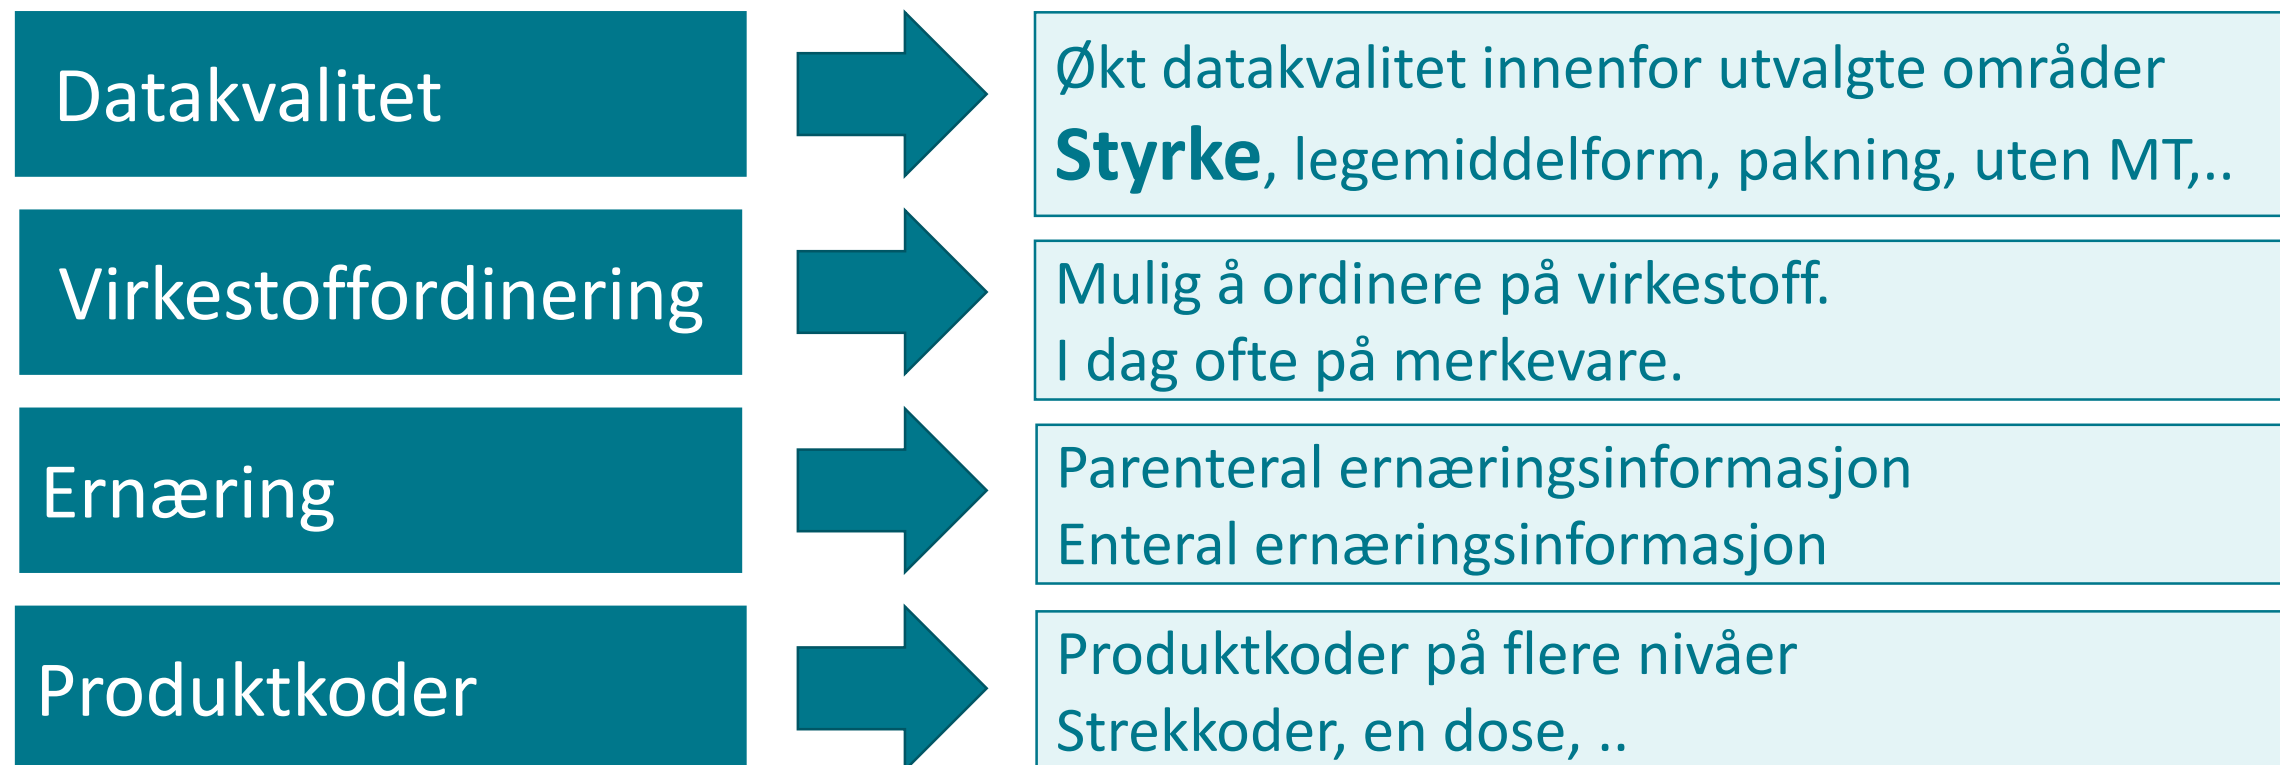 Datakvalitet
Økt datakvalitet innenfor utvalgte områder
Styrke, legemiddelform, pakning, uten MT,..
Virkestoffordinering
Mulig å ordinere på virkestoff.
I dag ofte på merkevare.
Ernæring
Parenteral ernæringsinformasjon
Enteral ernæringsinformasjon
Produktkoder
Produktkoder på flere nivåer
Strekkoder, en dose, ..